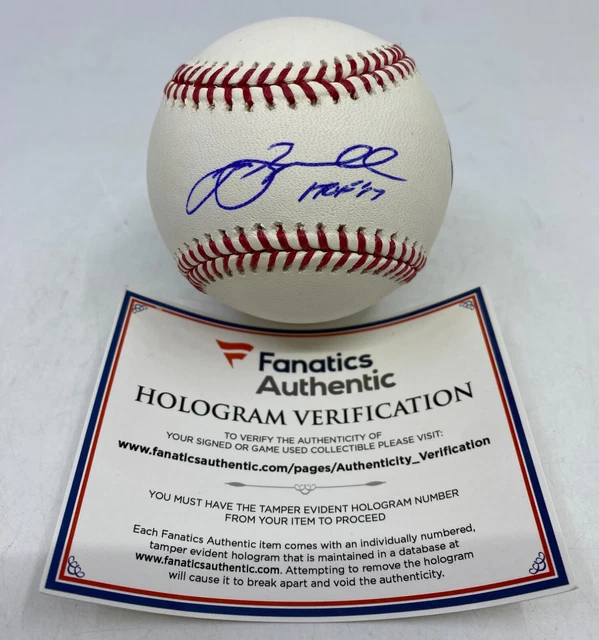 J Bagwell
HOF '17
Fanatics
Authentic
HOLOGRAM VERIFICATION
TO VERIFY THE AUTHENTICITY OF
YOUR SIGNED OR GAME USED COLLECTIBLE PLEASE VISIT:
www.fanaticsauthentic.com/pages/Authenticity_Verification
YOU MUST HAVE THE TAMPER EVIDENT HOLOGRAM NUMBER
FROM YOUR ITEM TO PROCEED
Each Fanatics Authentic item comes with an individually numbered,
tamper evident hologram that is maintained in a database at
www.fanaticsauthentic.com. Attempting to remove the hologram
will cause it to break apart and void the authenticity.